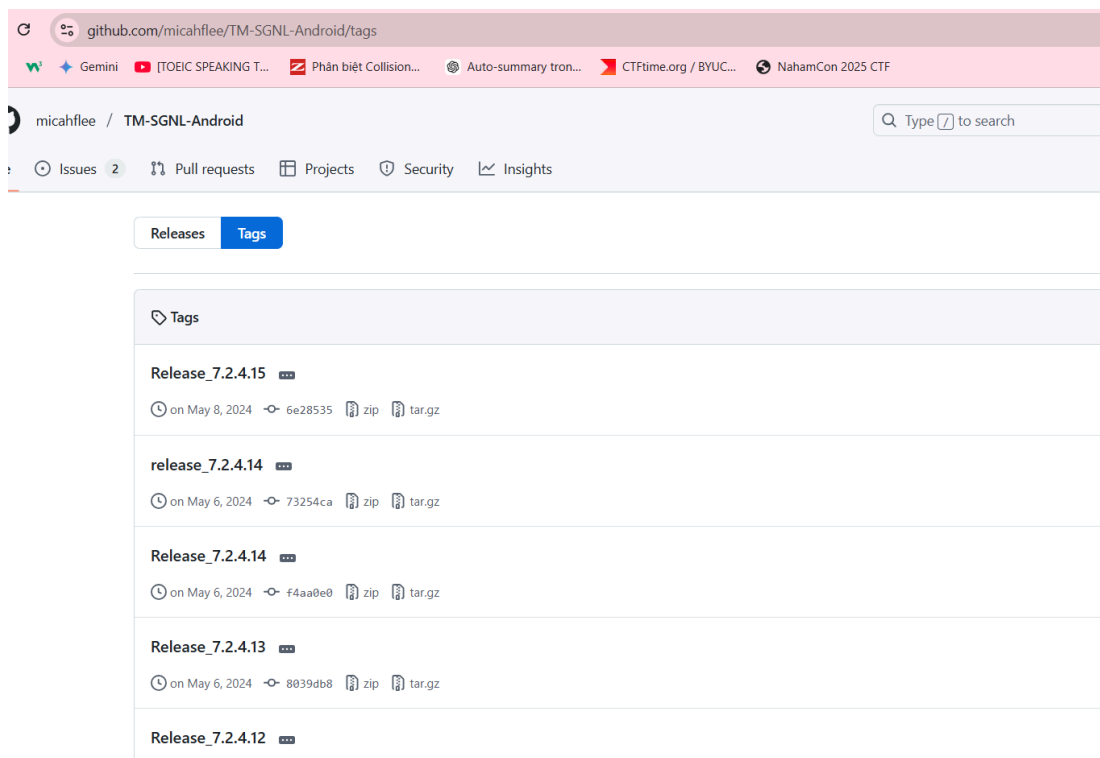 github.com/micahflee/TM-SGNL-Android/tags
Gemini [TOEIC SPEAKING T... Phân biệt Collision... Auto-summary tron... CTFtime.org / BYUC... NahamCon 2025 CTF
micahflee / TM-SGNL-Android
Type / to search
Issues 2 Pull requests Projects Security Insights
Releases Tags
Tags
Release_7.2.4.15
on May 8, 2024 6e28535 zip tar.gz
release_7.2.4.14
on May 6, 2024 73254ca zip tar.gz
Release_7.2.4.14
on May 6, 2024 f4aa0e0 zip tar.gz
Release_7.2.4.13
on May 6, 2024 8039db8 zip tar.gz
Release_7.2.4.12